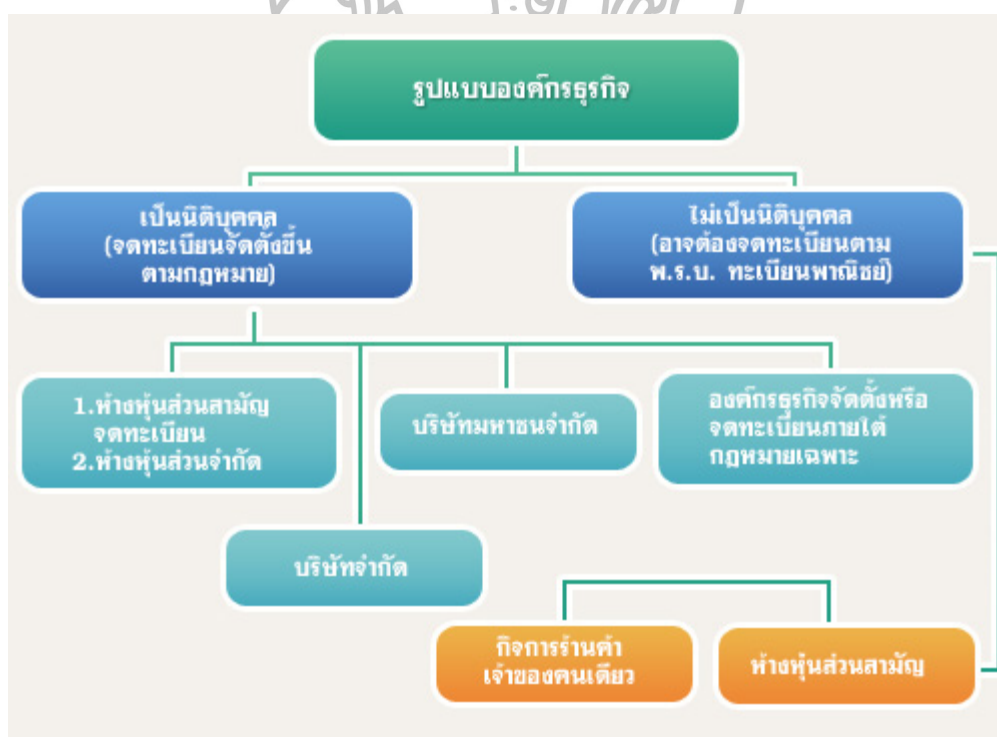 รูปแบบองค์กรธุรกิจ
เป็นนิติบุคคล
(จดทะเบียนจัดตั้งขึ้น
ตามกฎหมาย)
ไม่เป็นนิติบุคคล
(อาจต้องจดทะเบียนตาม
พ.ร.บ. ทะเบียนพาณิชย์)
1.ห้างหุ้นส่วนสามัญ
จดทะเบียน
2.ห้างหุ้นส่วนจำกัด
บริษัทมหาชนจำกัด
องค์กรธุรกิจจัดตั้งหรือ
จดทะเบียนภายใต้
กฎหมายเฉพาะ
บริษัทจำกัด
กิจการร้านค้า
เจ้าของคนเดียว
ห้างหุ้นส่วนสามัญ